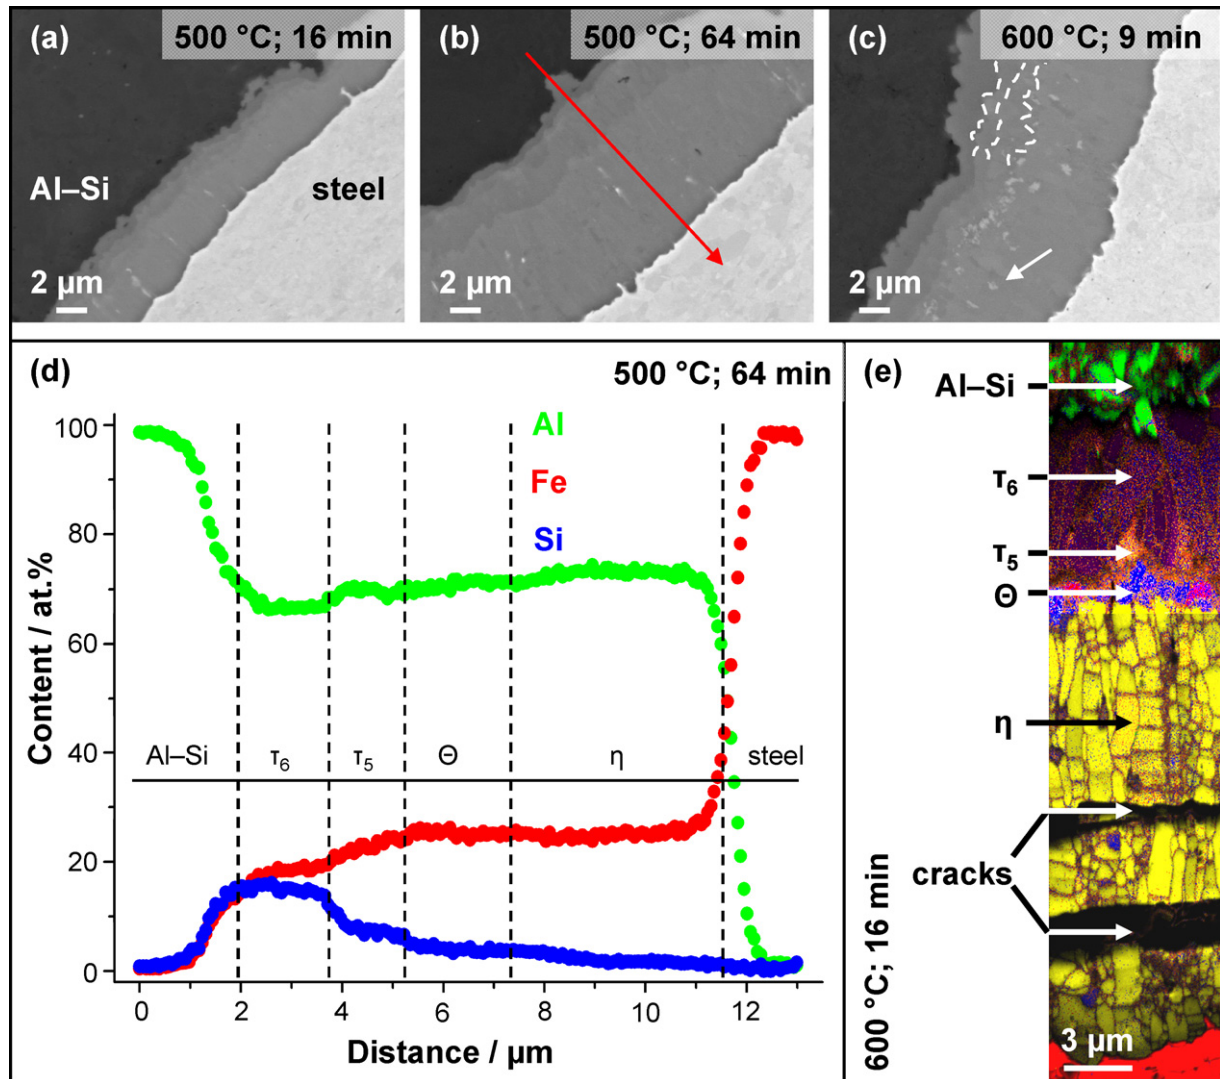 (a)
500 °C; 16 min
Al–Si
steel
2 µm
(b)
500 °C; 64 min
2 µm
(c)
600 °C; 9 min
2 µm
(d)
500 °C; 64 min
Al
Fe
Si
100
80
60
40
20
0
Content / at.%
Al–Si
τ6
τ5
Θ
η
steel
0
2
4
6
8
10
12
Distance / µm
(e)
Al–Si
τ6
τ5
Θ
η
cracks
600 °C; 16 min
3 µm